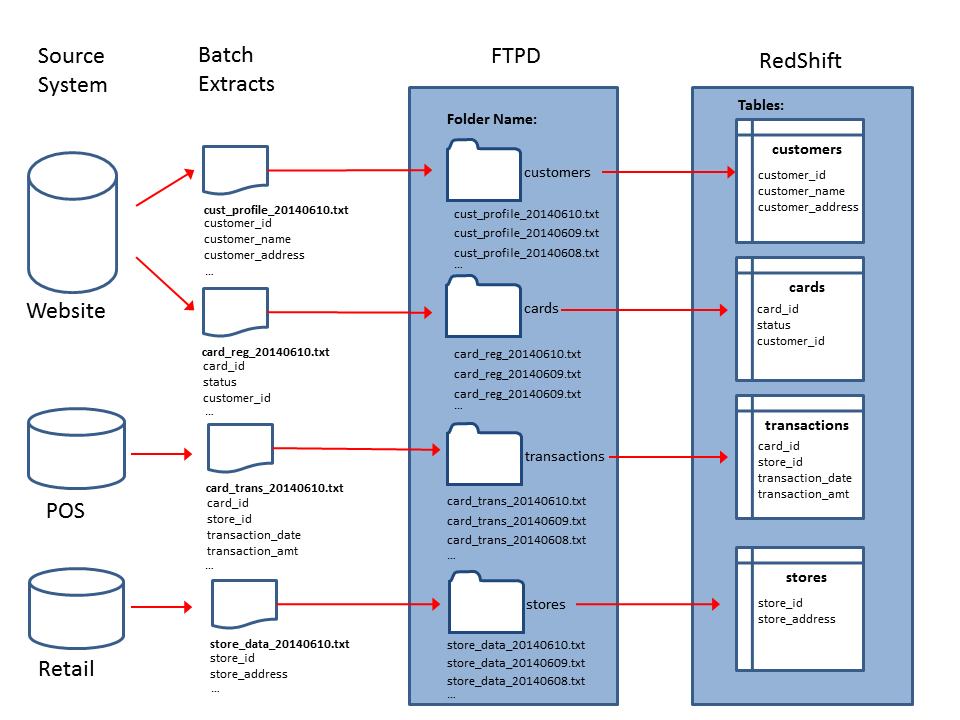 Source
System
Batch
Extracts
FTPD
RedShift
Website
cust_profile_20140610.txt
customer_id
customer_name
customer_address
...
card_reg_20140610.txt
card_id
status
customer_id
...
POS
card_trans_20140610.txt
card_id
store_id
transaction_date
transaction_amt
...
Retail
store_data_20140610.txt
store_id
store_address
...
Folder Name:
customers
cust_profile_20140610.txt
cust_profile_20140609.txt
cust_profile_20140608.txt
...
cards
card_reg_20140610.txt
card_reg_20140609.txt
card_reg_20140609.txt
...
transactions
card_trans_20140610.txt
card_trans_20140609.txt
card_trans_20140608.txt
...
stores
store_data_20140610.txt
store_data_20140609.txt
store_data_20140608.txt
...
Tables:
customers
customer_id
customer_name
customer_address
cards
card_id
status
customer_id
transactions
card_id
store_id
transaction_date
transaction_amt
stores
store_id
store_address